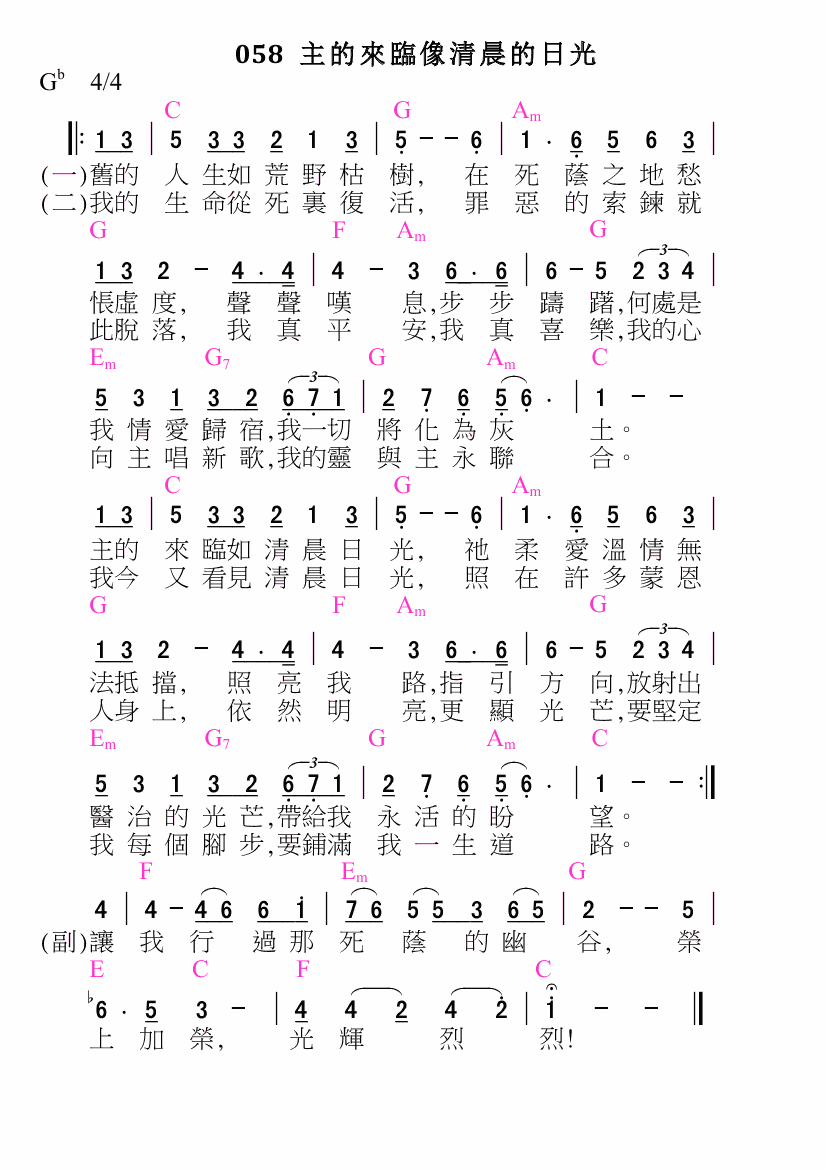 058 主的來臨像清晨的日光
G♭ 4/4
C G Am
1 3 | 5 3 3 2 1 3 | 5 - - 6 | 1 . 6 5 6 3 |
(一)舊的 人 生如 荒 野 枯 樹, 在 死 蔭 之 地 愁
(二)我的 生 命從 死 裏 復 活, 罪 惡 的 索 鍊 就
G F Am G
1 3 2 - 4 . 4 | 4 - 3 6 . 6 | 6 - 5 2 3 4 |
3
悵虛 度, 聲 聲 嘆 息,步 步 躊 躇,何處是
此脫 落, 我 真 平 安,我 真 喜 樂,我的心
Em G7 G Am C
3
5 3 1 3 2 6 7 1 | 2 7 6 5 6 . | 1 - -
我 情 愛 歸 宿,我一切 將 化 為 灰 土。
向 主 唱 新 歌,我的靈 與 主 永 聯 合。
C G Am
1 3 | 5 3 3 2 1 3 | 5 - - 6 | 1 . 6 5 6 3 |
主的 來 臨如 清 晨 日 光, 祂 柔 愛 溫 情 無
我今 又 看見 清 晨 日 光, 照 在 許 多 蒙 恩
G F Am G
3
1 3 2 - 4 . 4 | 4 - 3 6 . 6 | 6 - 5 2 3 4 |
法抵 擋, 照 亮 我 路,指 引 方 向,放射出
人身 上, 依 然 明 亮,更 顯 光 芒,要堅定
Em G7 G Am C
3
5 3 1 3 2 6 7 1 | 2 7 6 5 6 . | 1 - - :||
醫 治 的 光 芒,帶給我 永 活 的 盼 望。
我 每 個 腳 步,要鋪滿 我 一 生 道 路。
F Em G
4 | 4 - 4 6 6 1 | 7 6 5 5 3 6 5 | 2 - - 5 |
(副)讓 我 行 過 那 死 蔭 的 幽 谷, 榮
E C F C
♭6 . 5 3 - | 4 4 2 4 2 | 1 - - ||
上 加 榮, 光 輝 烈 烈!